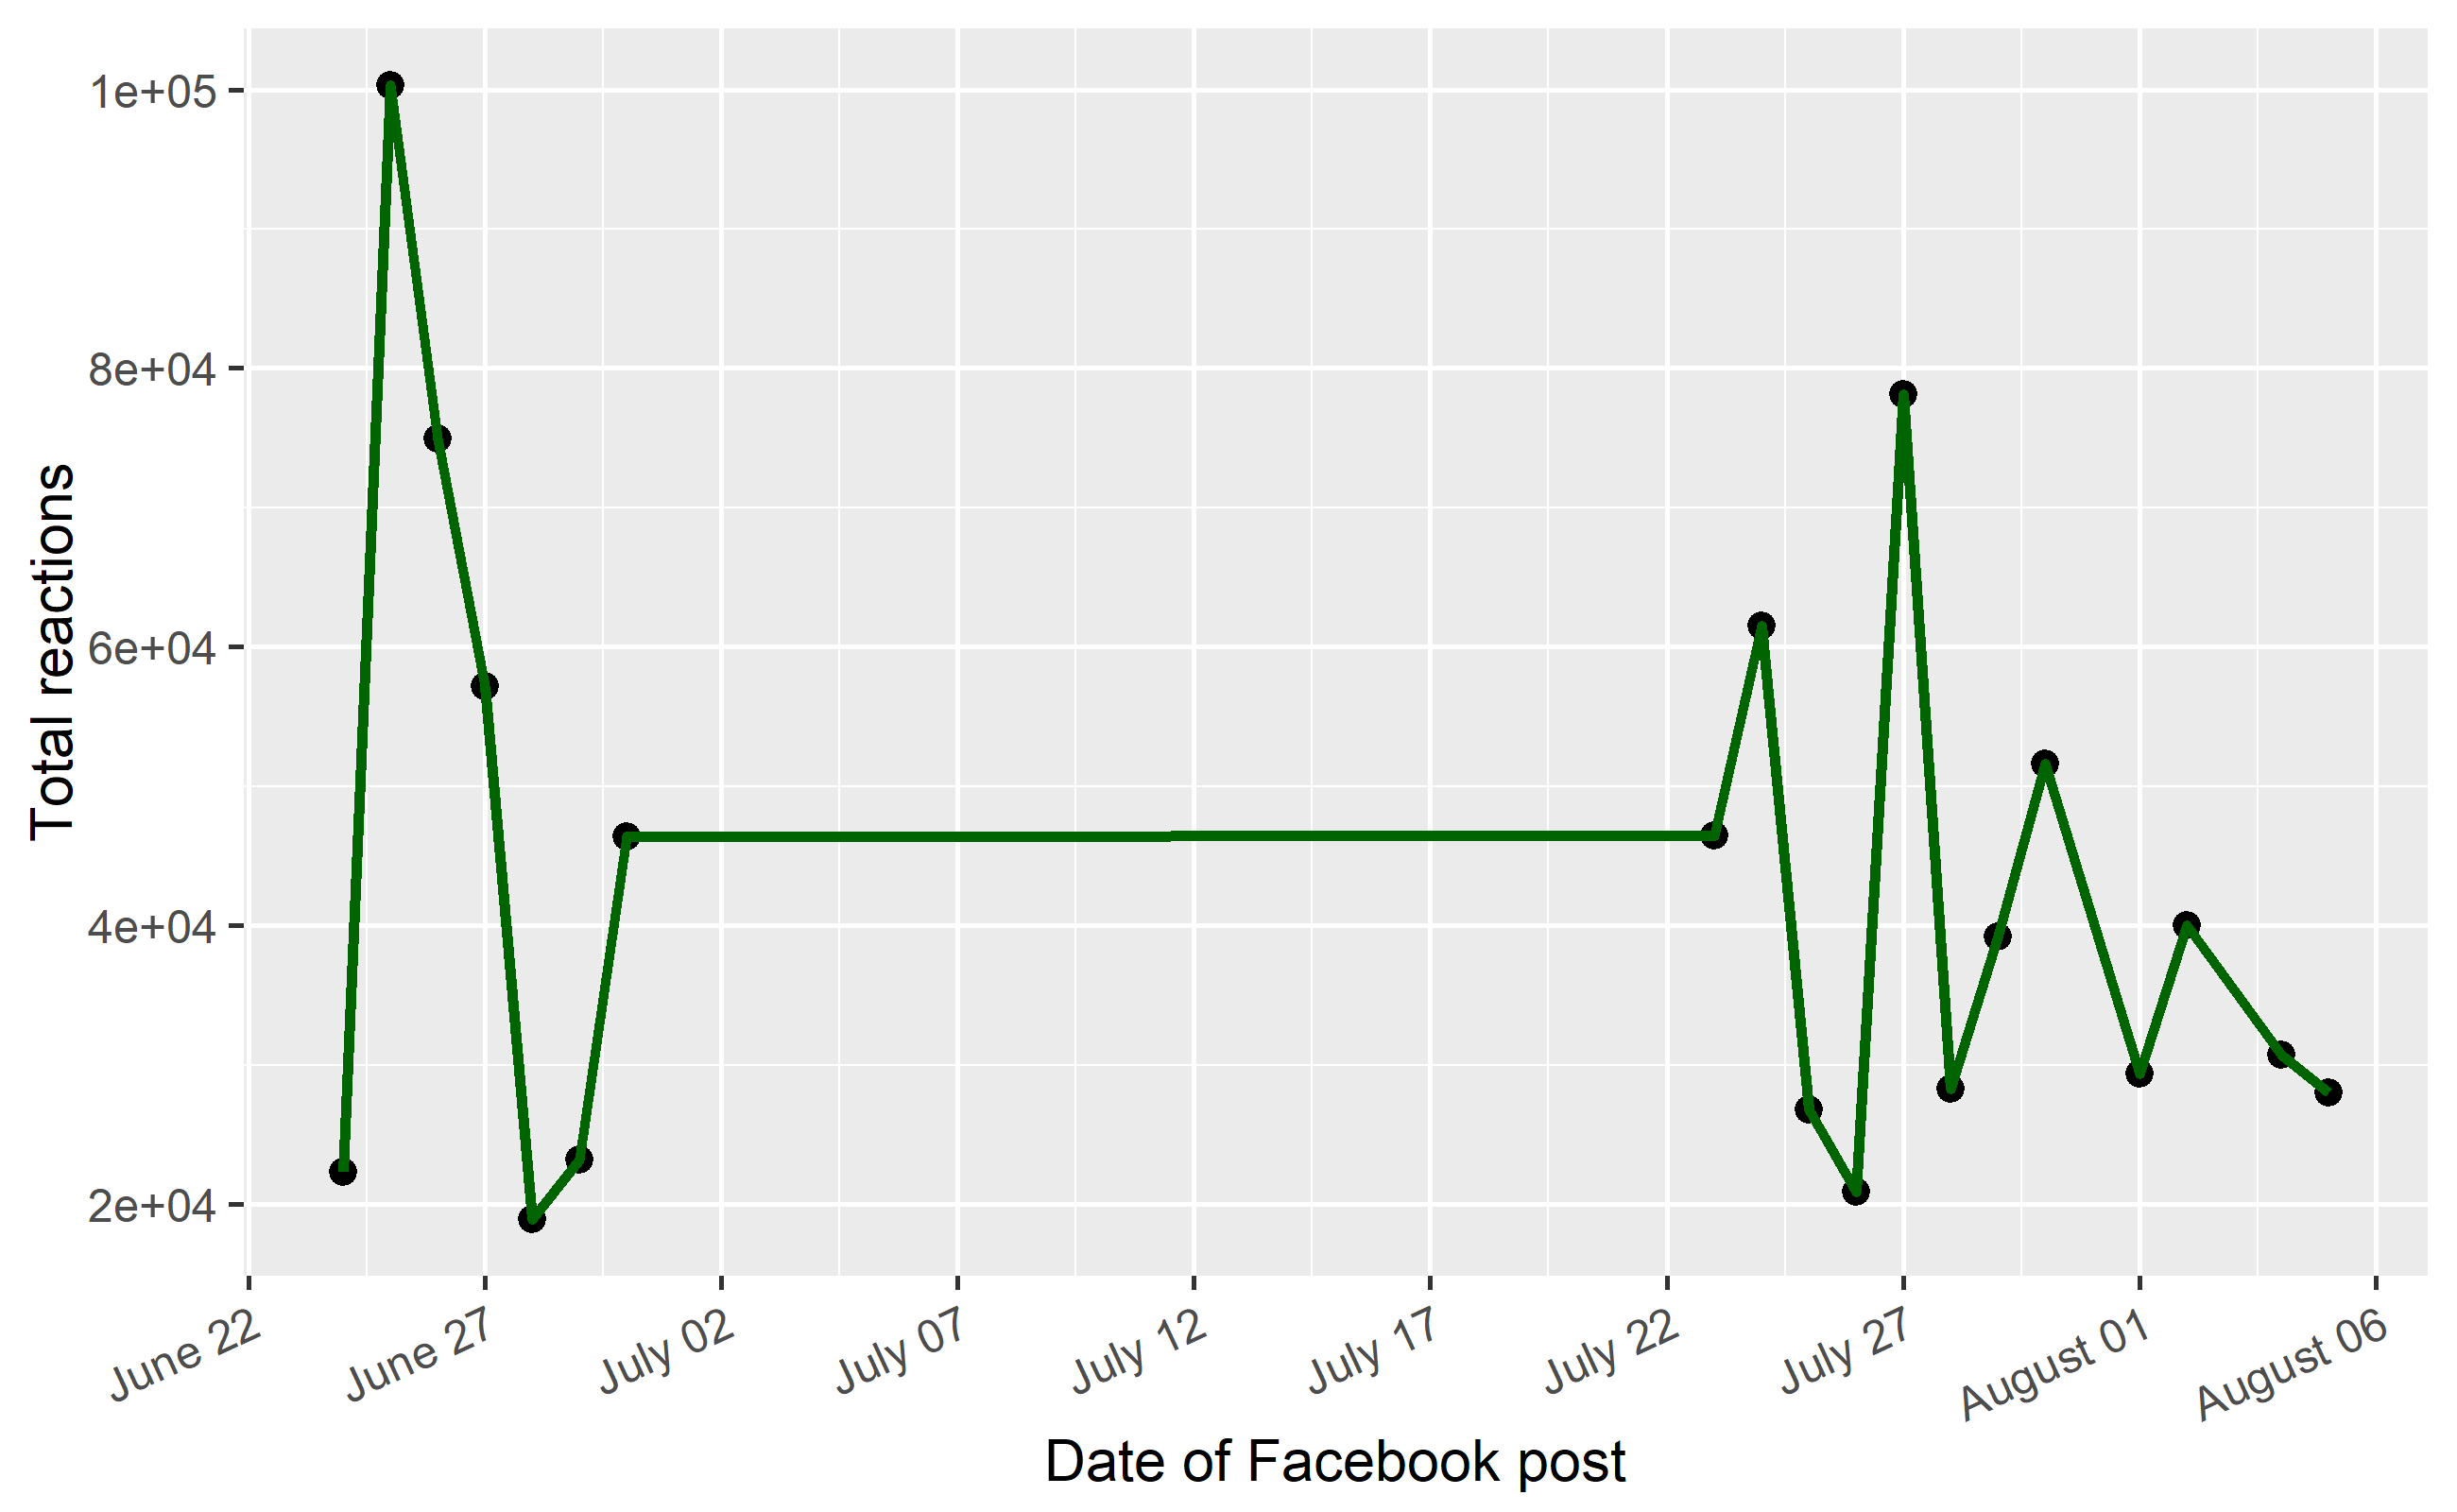 1e+05
8e+04
6e+04
4e+04
2e+04
Total reactions
June 22
June 27
July 02
July 07
July 12
July 17
July 22
July 27
August 01
August 06
Date of Facebook post